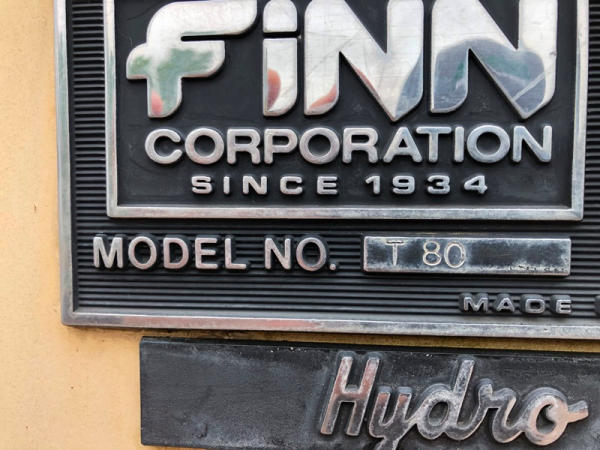 FiNN
CORPORATION
SINCE 1934
MODEL NO. T 80
MADE
Hydro